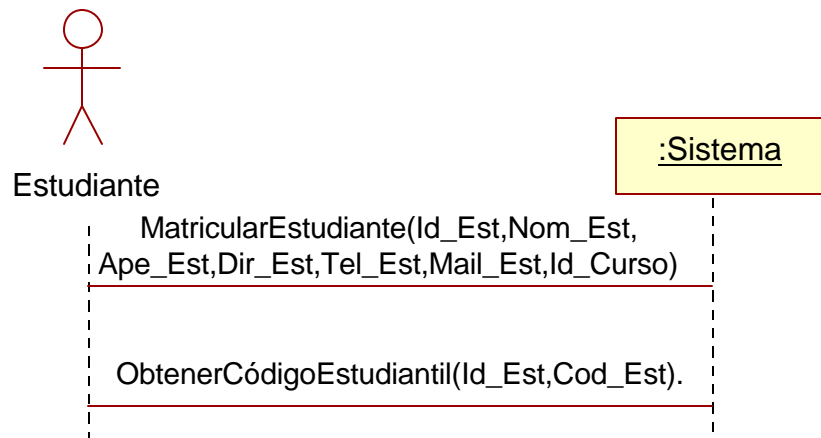 :Sistema
Estudiante
MatricularEstudiante(Id_Est,Nom_Est,
Ape_Est,Dir_Est,Tel_Est,Mail_Est,Id_Curso)
ObtenerCódigoEstudiantil(Id_Est,Cod_Est).